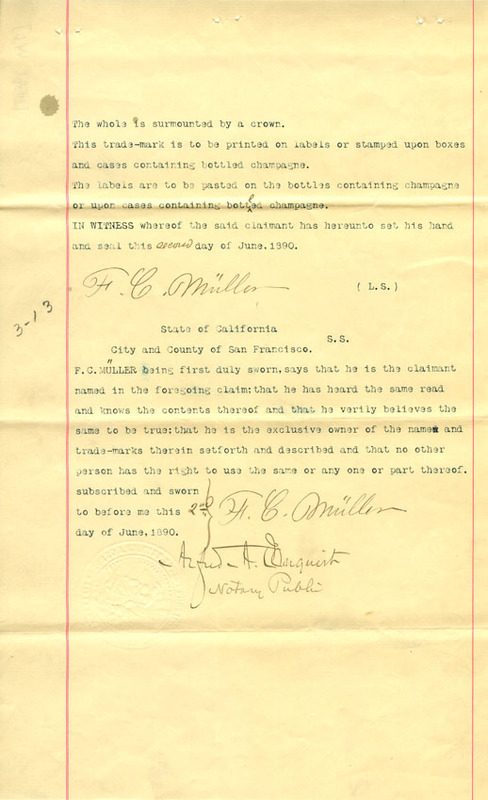 The whole is surmounted by a crown.
This trade-mark is to be printed on labels or stamped upon boxes
and cases containing bottled champagne.
The labels are to be pasted on the bottles containing champagne
or upon cases containing bottled champagne.
IN WITNESS whereof the said claimant has hereunto set his hand
and seal this second day of June, 1890.
F. C. Müller (L.S.)
3-13
State of California
S.S.
City and County of San Francisco.
F.C. MÜLLER being first duly sworn, says that he is the claimant
named in the foregoing claim: that he has heard the same read
and knows the contents thereof and that he verily believes the
same to be true: that he is the exclusive owner of the name and
trade-marks therein setforth and described and that no other
person has the right to use the same or any one or part thereof.
subscribed and sworn
to before me this 2nd F. C. Müller
day of June, 1890.
Alfred A. Enquist
Notary Public